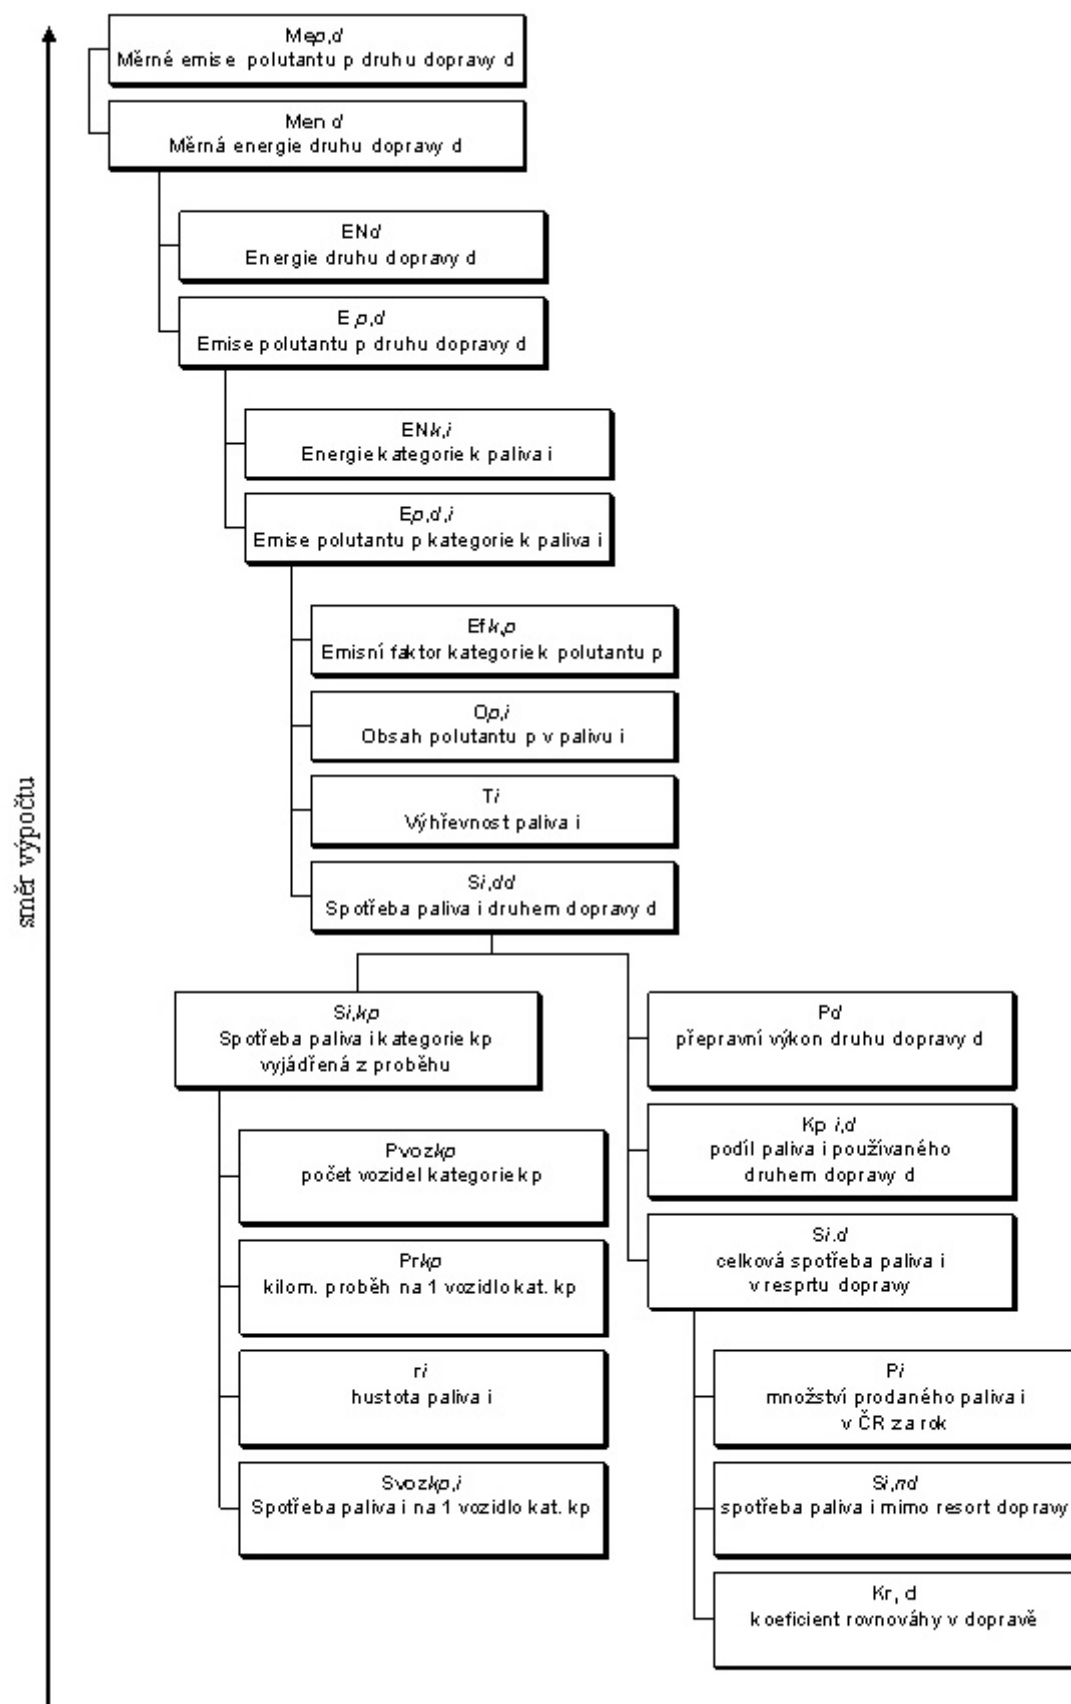 Mep,d
Měrné emise polutantu p druhu dopravy d
Men d
Měrná energie druhu dopravy d
ENd
Energie druhu dopravy d
E,p,d
Emise polutantu p druhu dopravy d
ENk,i
Energie kategorie k paliva i
Ep,d,i
Emise polutantu p kategorie k paliva i
Efk,p
Emisní faktor kategorie k polutantu p
Op,i
Obsah polutantu p v palivu i
Ti
Výhřevnost paliva i
Si,dd
Spotřeba paliva i druhem dopravy d
směr výpočtu
Si,kp
Spotřeba paliva i kategorie kp
vyjádřená z proběhu
Pvozkp
počet vozidel kategorie kp
Prkp
kilom. proběh na 1 vozidlo kat. kp
ri
hustota paliva i
Svozkp,i
Spotřeba paliva i na 1 vozidlo kat. kp
Pd
přepravní výkon druhu dopravy d
Kp i,d
podíl paliva i používaného
druhem dopravy d
Si.d
celková spotřeba paliva i
v resprtu dopravy
Pi
množství prodaného paliva i
v ČR za rok
Si,nd
spotřeba paliva i mimo resort dopravy
Kr, d
koeficient rovnováhy v dopravě